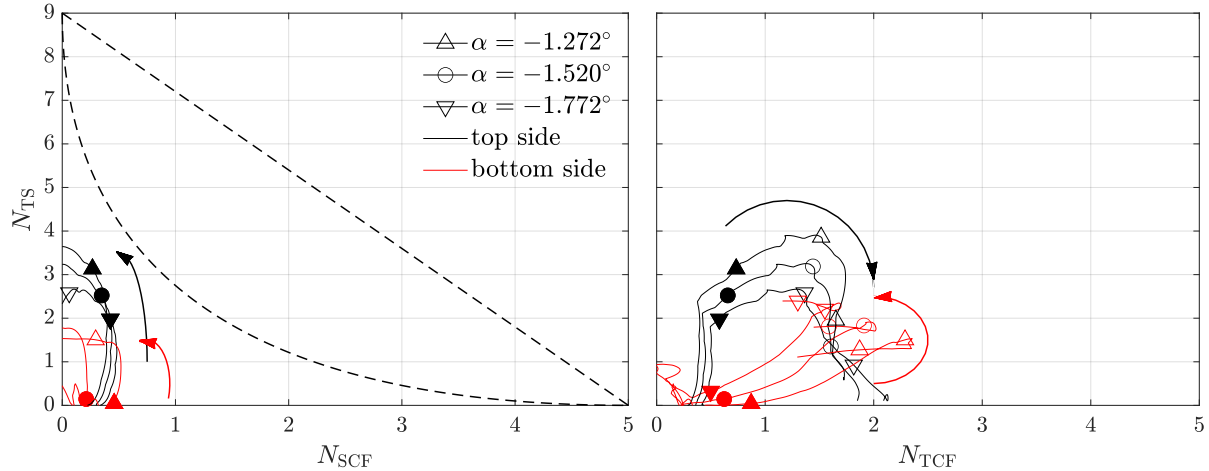 9
8
7
6
5
4
3
2
1
0
N_TS
α = −1.272°
α = −1.520°
α = −1.772°
top side
bottom side
0 1 2 3 4 5
N_SCF
0 1 2 3 4 5
N_TCF